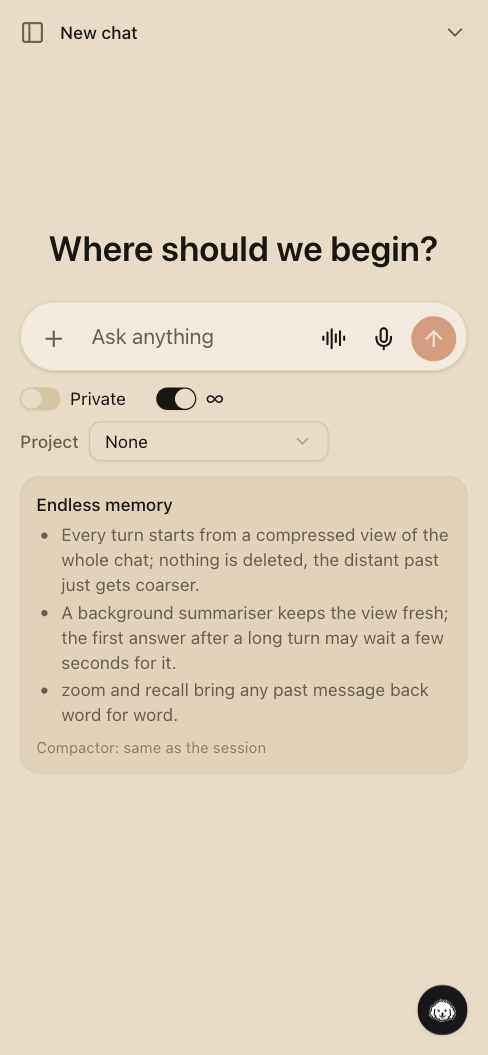 New chat
Where should we begin?
Ask anything
Private
∞
Project
None
Endless memory
• Every turn starts from a compressed view of the
whole chat; nothing is deleted, the distant past
just gets coarser.
• A background summariser keeps the view fresh;
the first answer after a long turn may wait a few
seconds for it.
• zoom and recall bring any past message back
word for word.
Compactor: same as the session